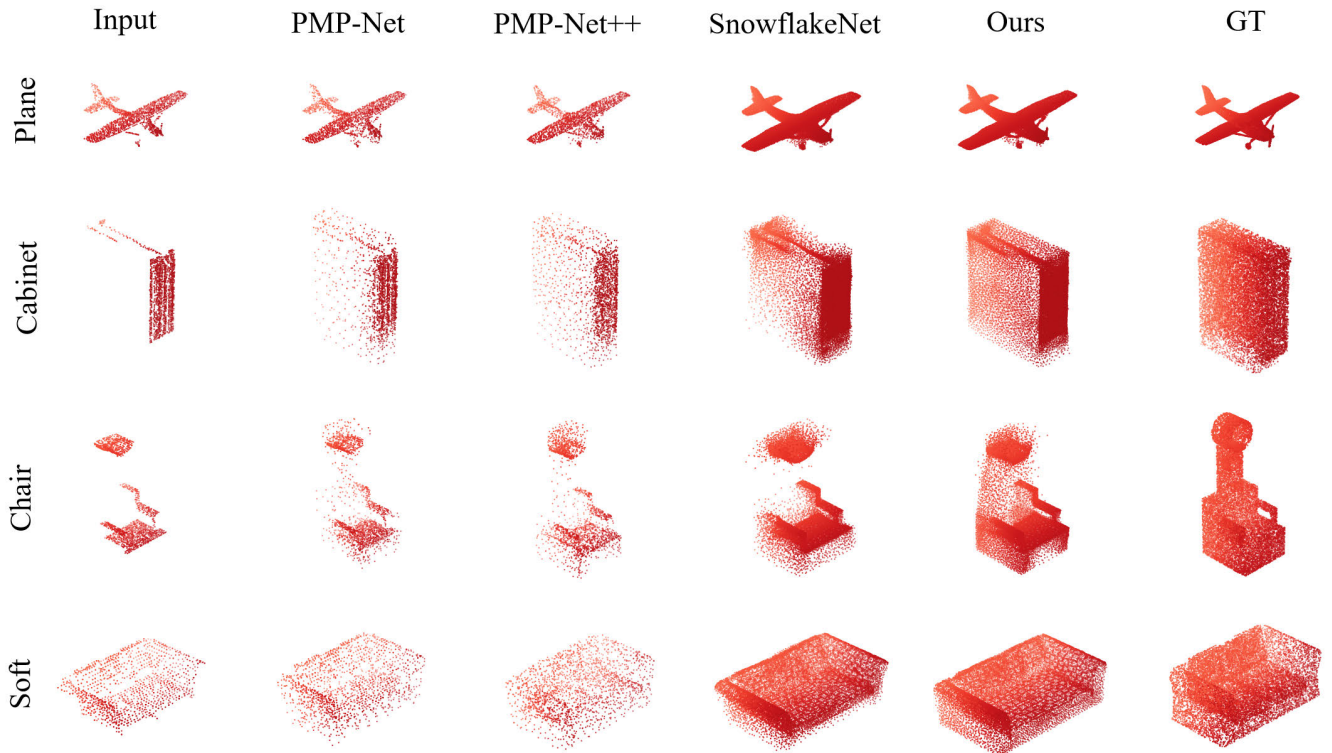 Input PMP-Net PMP-Net++ SnowflakeNet Ours GT
Plane
Cabinet
Chair
Soft